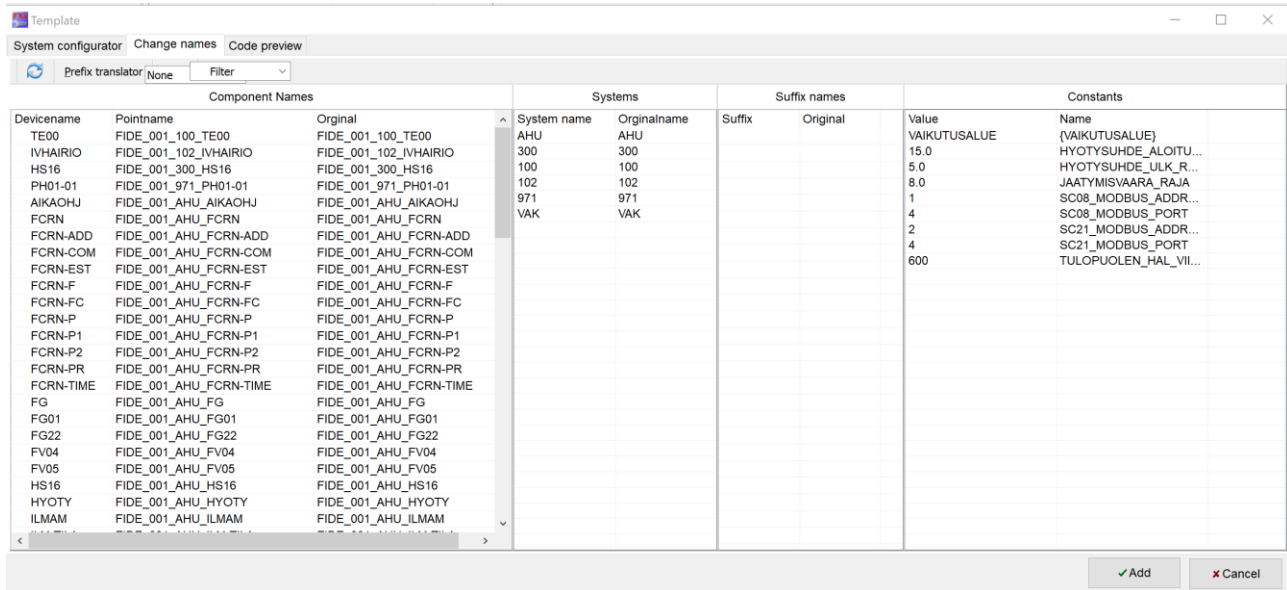 Template
System configurator Change names Code preview
Prefix translator None Filter
Component Names Systems Suffix names Constants
Devicename Pointname Orginal System name Orginalname Suffix Original Value Name
TE00 FIDE_001_100_TE00 FIDE_001_100_TE00 AHU AHU VAIKUTUSALUE {VAIKUTUSALUE}
IVHAIRIO FIDE_001_102_IVHAIRIO FIDE_001_102_IVHAIRIO 300 300 15.0 HYOTYSUHDE_ALOITU...
HS16 FIDE_001_300_HS16 FIDE_001_300_HS16 100 100 5.0 HYOTYSUHDE_ULK_R...
PH01-01 FIDE_001_971_PH01-01 FIDE_001_971_PH01-01 102 102 8.0 JAATYMISVAARA_RAJA
AIKAOHJ FIDE_001_AHU_AIKAOHJ FIDE_001_AHU_AIKAOHJ 971 971 1 SC08_MODBUS_ADDR...
FCRN FIDE_001_AHU_FCRN FIDE_001_AHU_FCRN VAK VAK 4 SC08_MODBUS_PORT
FCRN-ADD FIDE_001_AHU_FCRN-ADD FIDE_001_AHU_FCRN-ADD 2 SC21_MODBUS_ADDR...
FCRN-COM FIDE_001_AHU_FCRN-COM FIDE_001_AHU_FCRN-COM 4 SC21_MODBUS_PORT
FCRN-EST FIDE_001_AHU_FCRN-EST FIDE_001_AHU_FCRN-EST 600 TULOPUOLEN_HAL_VII...
FCRN-F FIDE_001_AHU_FCRN-F FIDE_001_AHU_FCRN-F
FCRN-FC FIDE_001_AHU_FCRN-FC FIDE_001_AHU_FCRN-FC
FCRN-P FIDE_001_AHU_FCRN-P FIDE_001_AHU_FCRN-P
FCRN-P1 FIDE_001_AHU_FCRN-P1 FIDE_001_AHU_FCRN-P1
FCRN-P2 FIDE_001_AHU_FCRN-P2 FIDE_001_AHU_FCRN-P2
FCRN-PR FIDE_001_AHU_FCRN-PR FIDE_001_AHU_FCRN-PR
FCRN-TIME FIDE_001_AHU_FCRN-TIME FIDE_001_AHU_FCRN-TIME
FG FIDE_001_AHU_FG FIDE_001_AHU_FG
FG01 FIDE_001_AHU_FG01 FIDE_001_AHU_FG01
FG22 FIDE_001_AHU_FG22 FIDE_001_AHU_FG22
FV04 FIDE_001_AHU_FV04 FIDE_001_AHU_FV04
FV05 FIDE_001_AHU_FV05 FIDE_001_AHU_FV05
HS16 FIDE_001_AHU_HS16 FIDE_001_AHU_HS16
HYOTY FIDE_001_AHU_HYOTY FIDE_001_AHU_HYOTY
ILMAM FIDE_001_AHU_ILMAM FIDE_001_AHU_ILMAM
Add Cancel